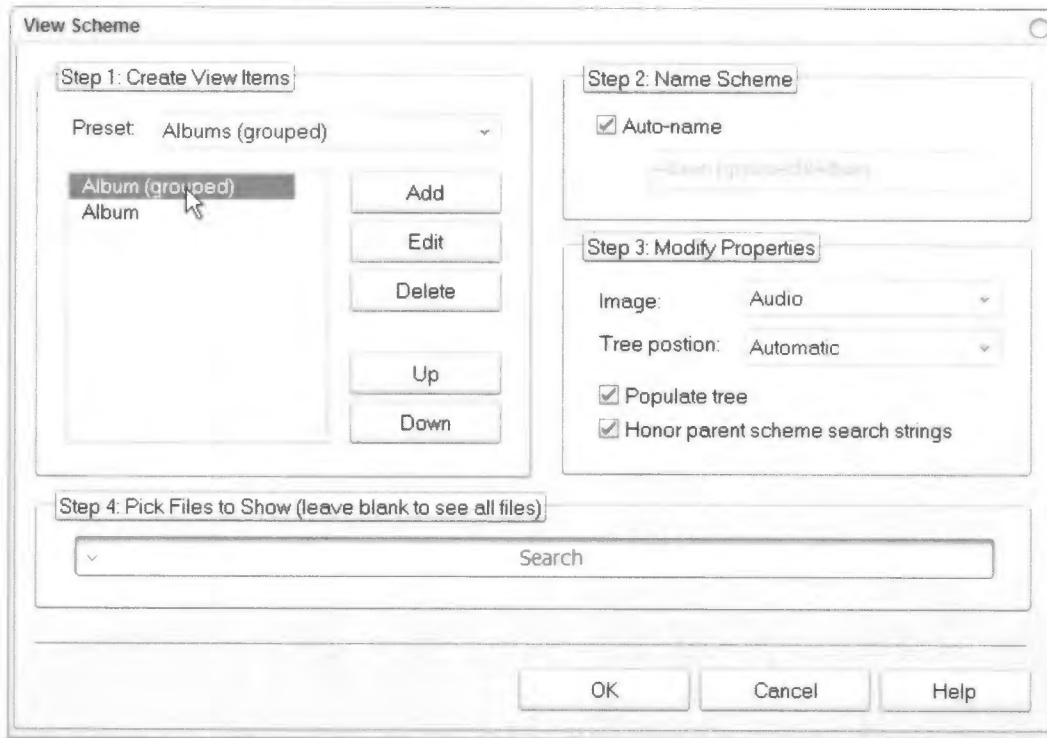 View Scheme
Step 1: Create View Items
Preset: Albums (grouped)
Album (grouped)
Album
Add
Edit
Delete
Up
Down
Step 2: Name Scheme
Auto-name
Step 3: Modify Properties
Image: Audio
Tree postion: Automatic
Populate tree
Honor parent scheme search strings
Step 4: Pick Files to Show (leave blank to see all files)
Search
OK
Cancel
Help